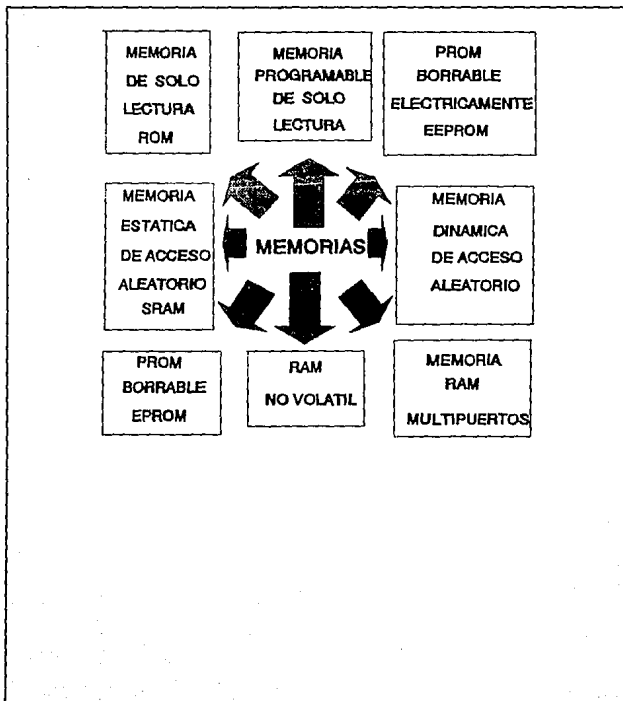 MEMORIA
DE SOLO
LECTURA
ROM
MEMORIA
PROGRAMABLE
DE SOLO
LECTURA
PROM
BORRABLE
ELECTRICAMENTE
EEPROM
MEMORIA
ESTATICA
DE ACCESO
ALEATORIO
SRAM
MEMORIAS
MEMORIA
DINAMICA
DE ACCESO
ALEATORIO
PROM
BORRABLE
EPROM
RAM
NO VOLATIL
MEMORIA
RAM
MULTIPUERTOS